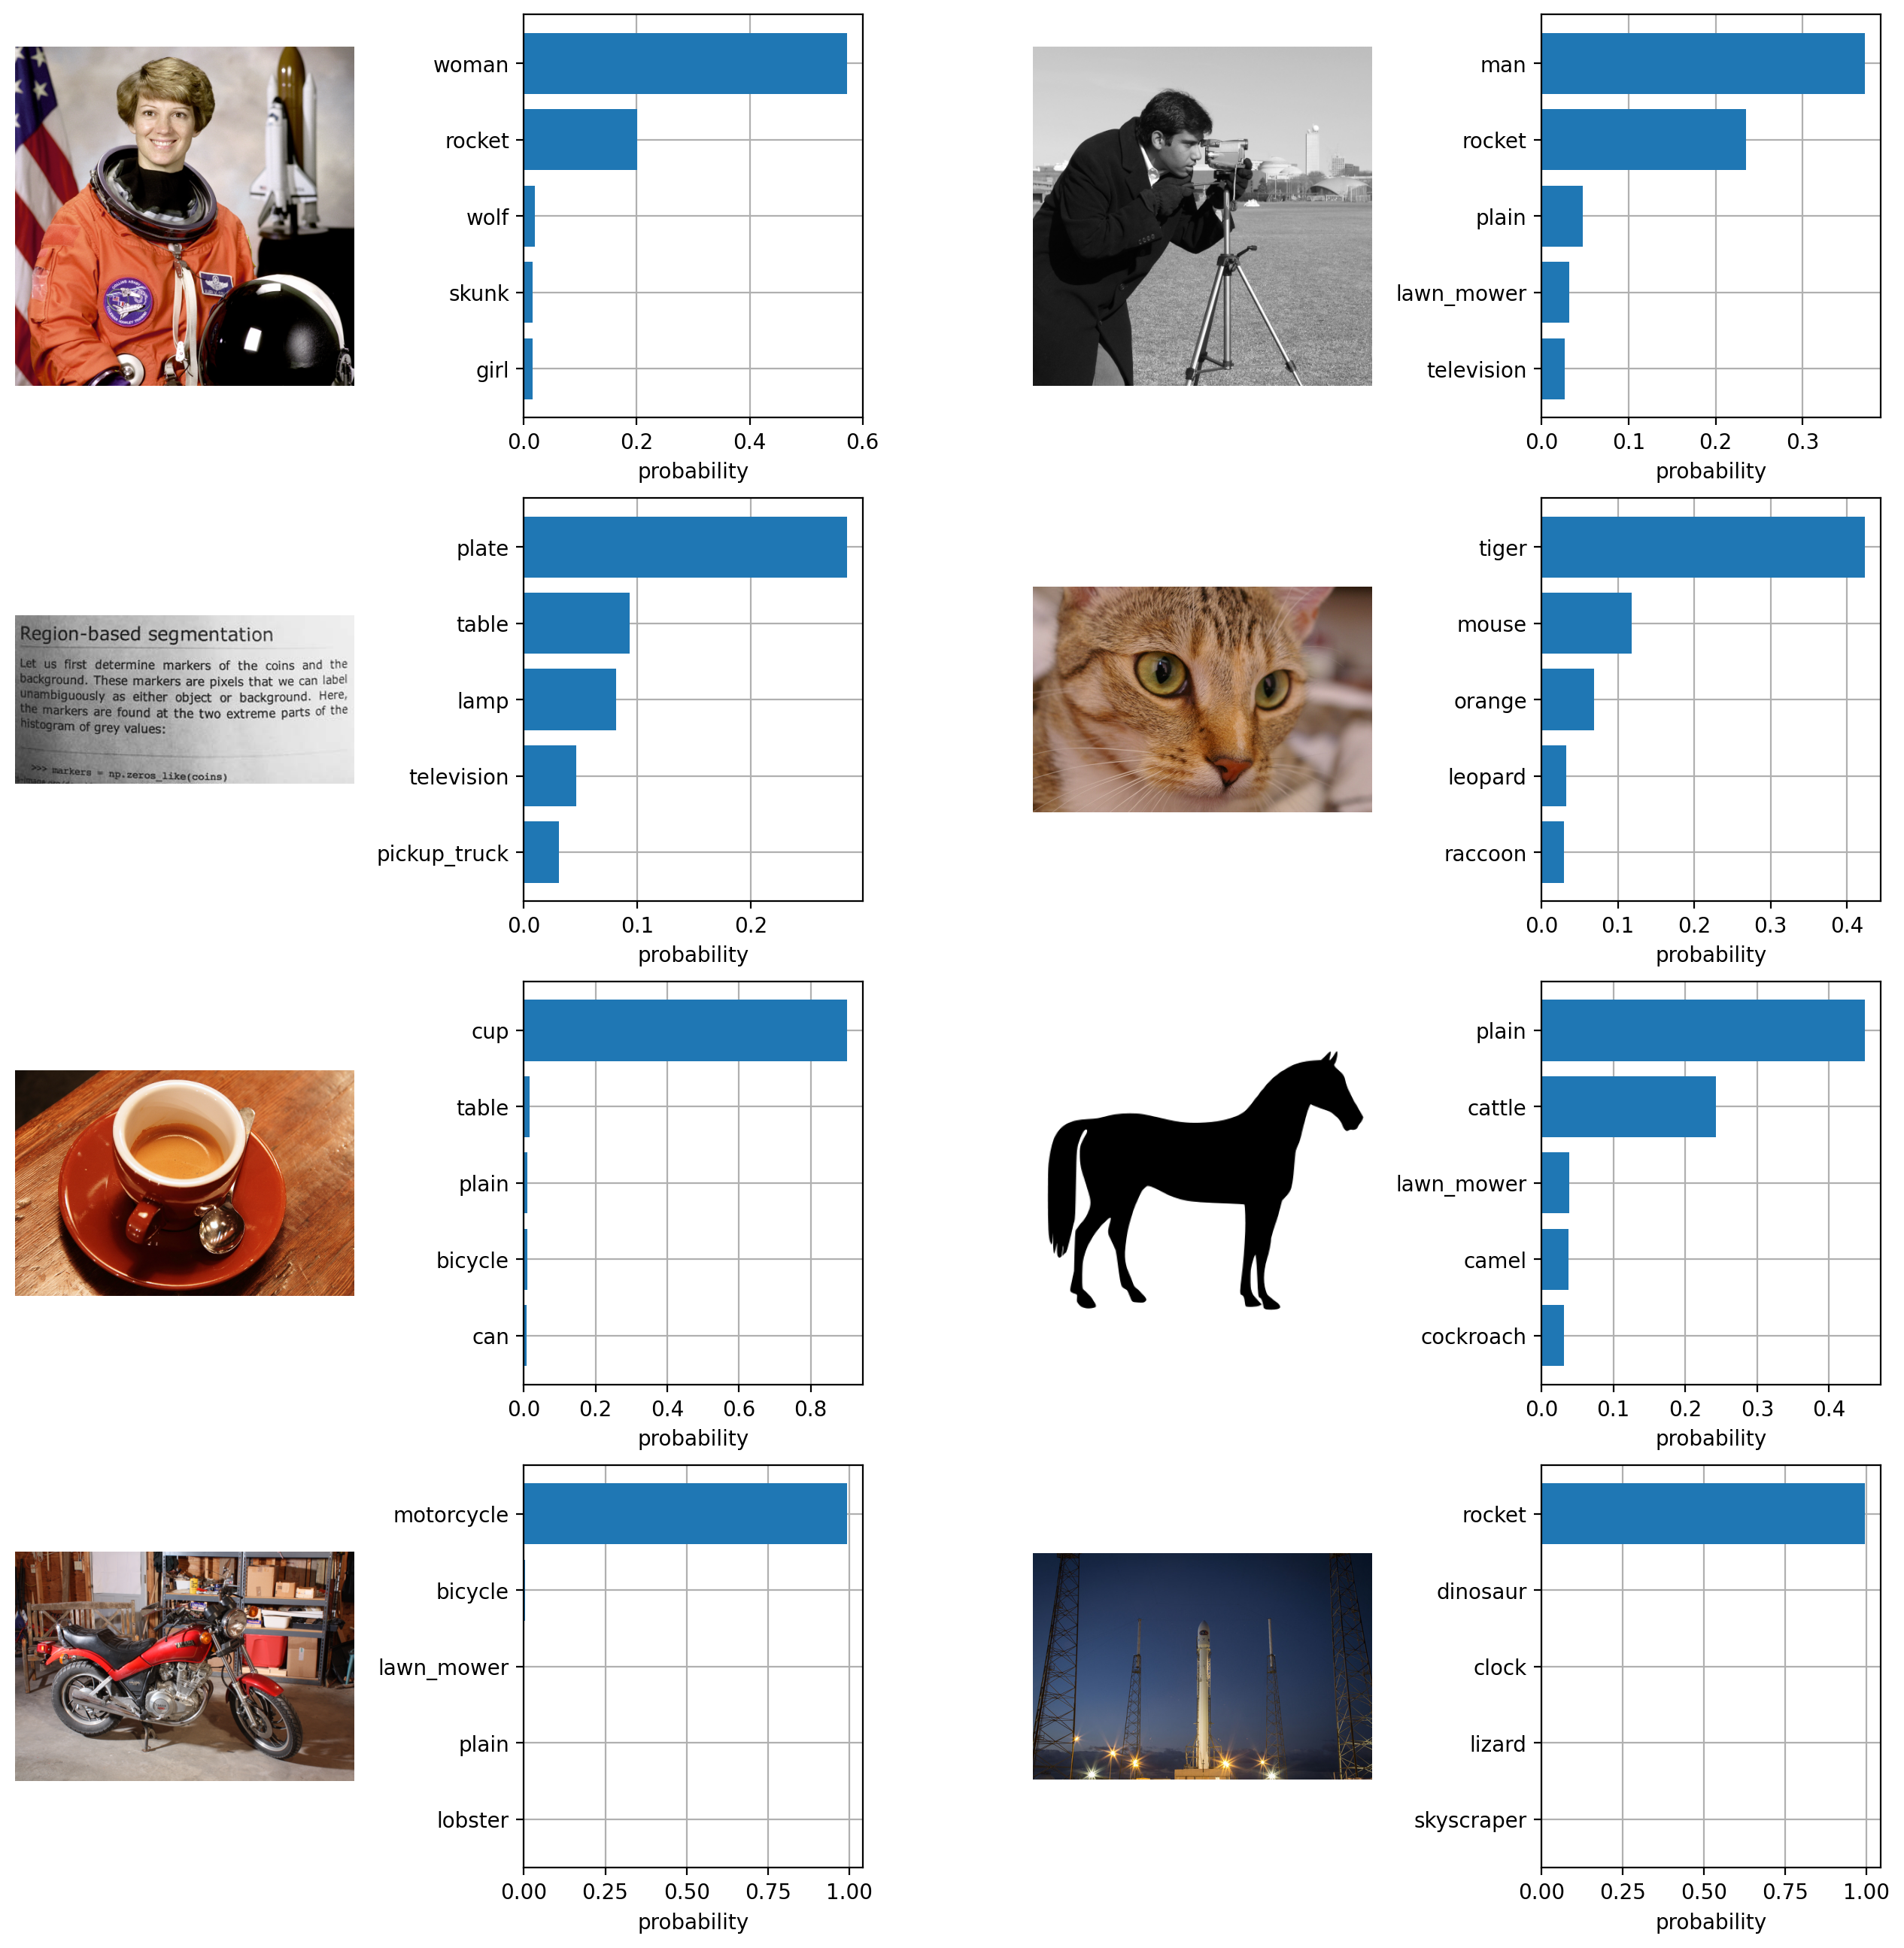 woman
rocket
wolf
skunk
girl
0.0 0.2 0.4 0.6
probability
man
rocket
plain
lawn_mower
television
0.0 0.1 0.2 0.3
probability
Region-based segmentation
Let us first determine markers of the coins and the
background. These markers are pixels that we can label
unambiguously as either object or background. Here,
the markers are found at the two extreme parts of the
histogram of grey values:
>>> markers = np.zeros_like(coins)
plate
table
lamp
television
pickup_truck
0.0 0.1 0.2
probability
tiger
mouse
orange
leopard
raccoon
0.0 0.1 0.2 0.3 0.4
probability
cup
table
plain
bicycle
can
0.0 0.2 0.4 0.6 0.8
probability
plain
cattle
lawn_mower
camel
cockroach
0.0 0.1 0.2 0.3 0.4
probability
motorcycle
bicycle
lawn_mower
plain
lobster
0.00 0.25 0.50 0.75 1.00
probability
rocket
dinosaur
clock
lizard
skyscraper
0.00 0.25 0.50 0.75 1.00
probability